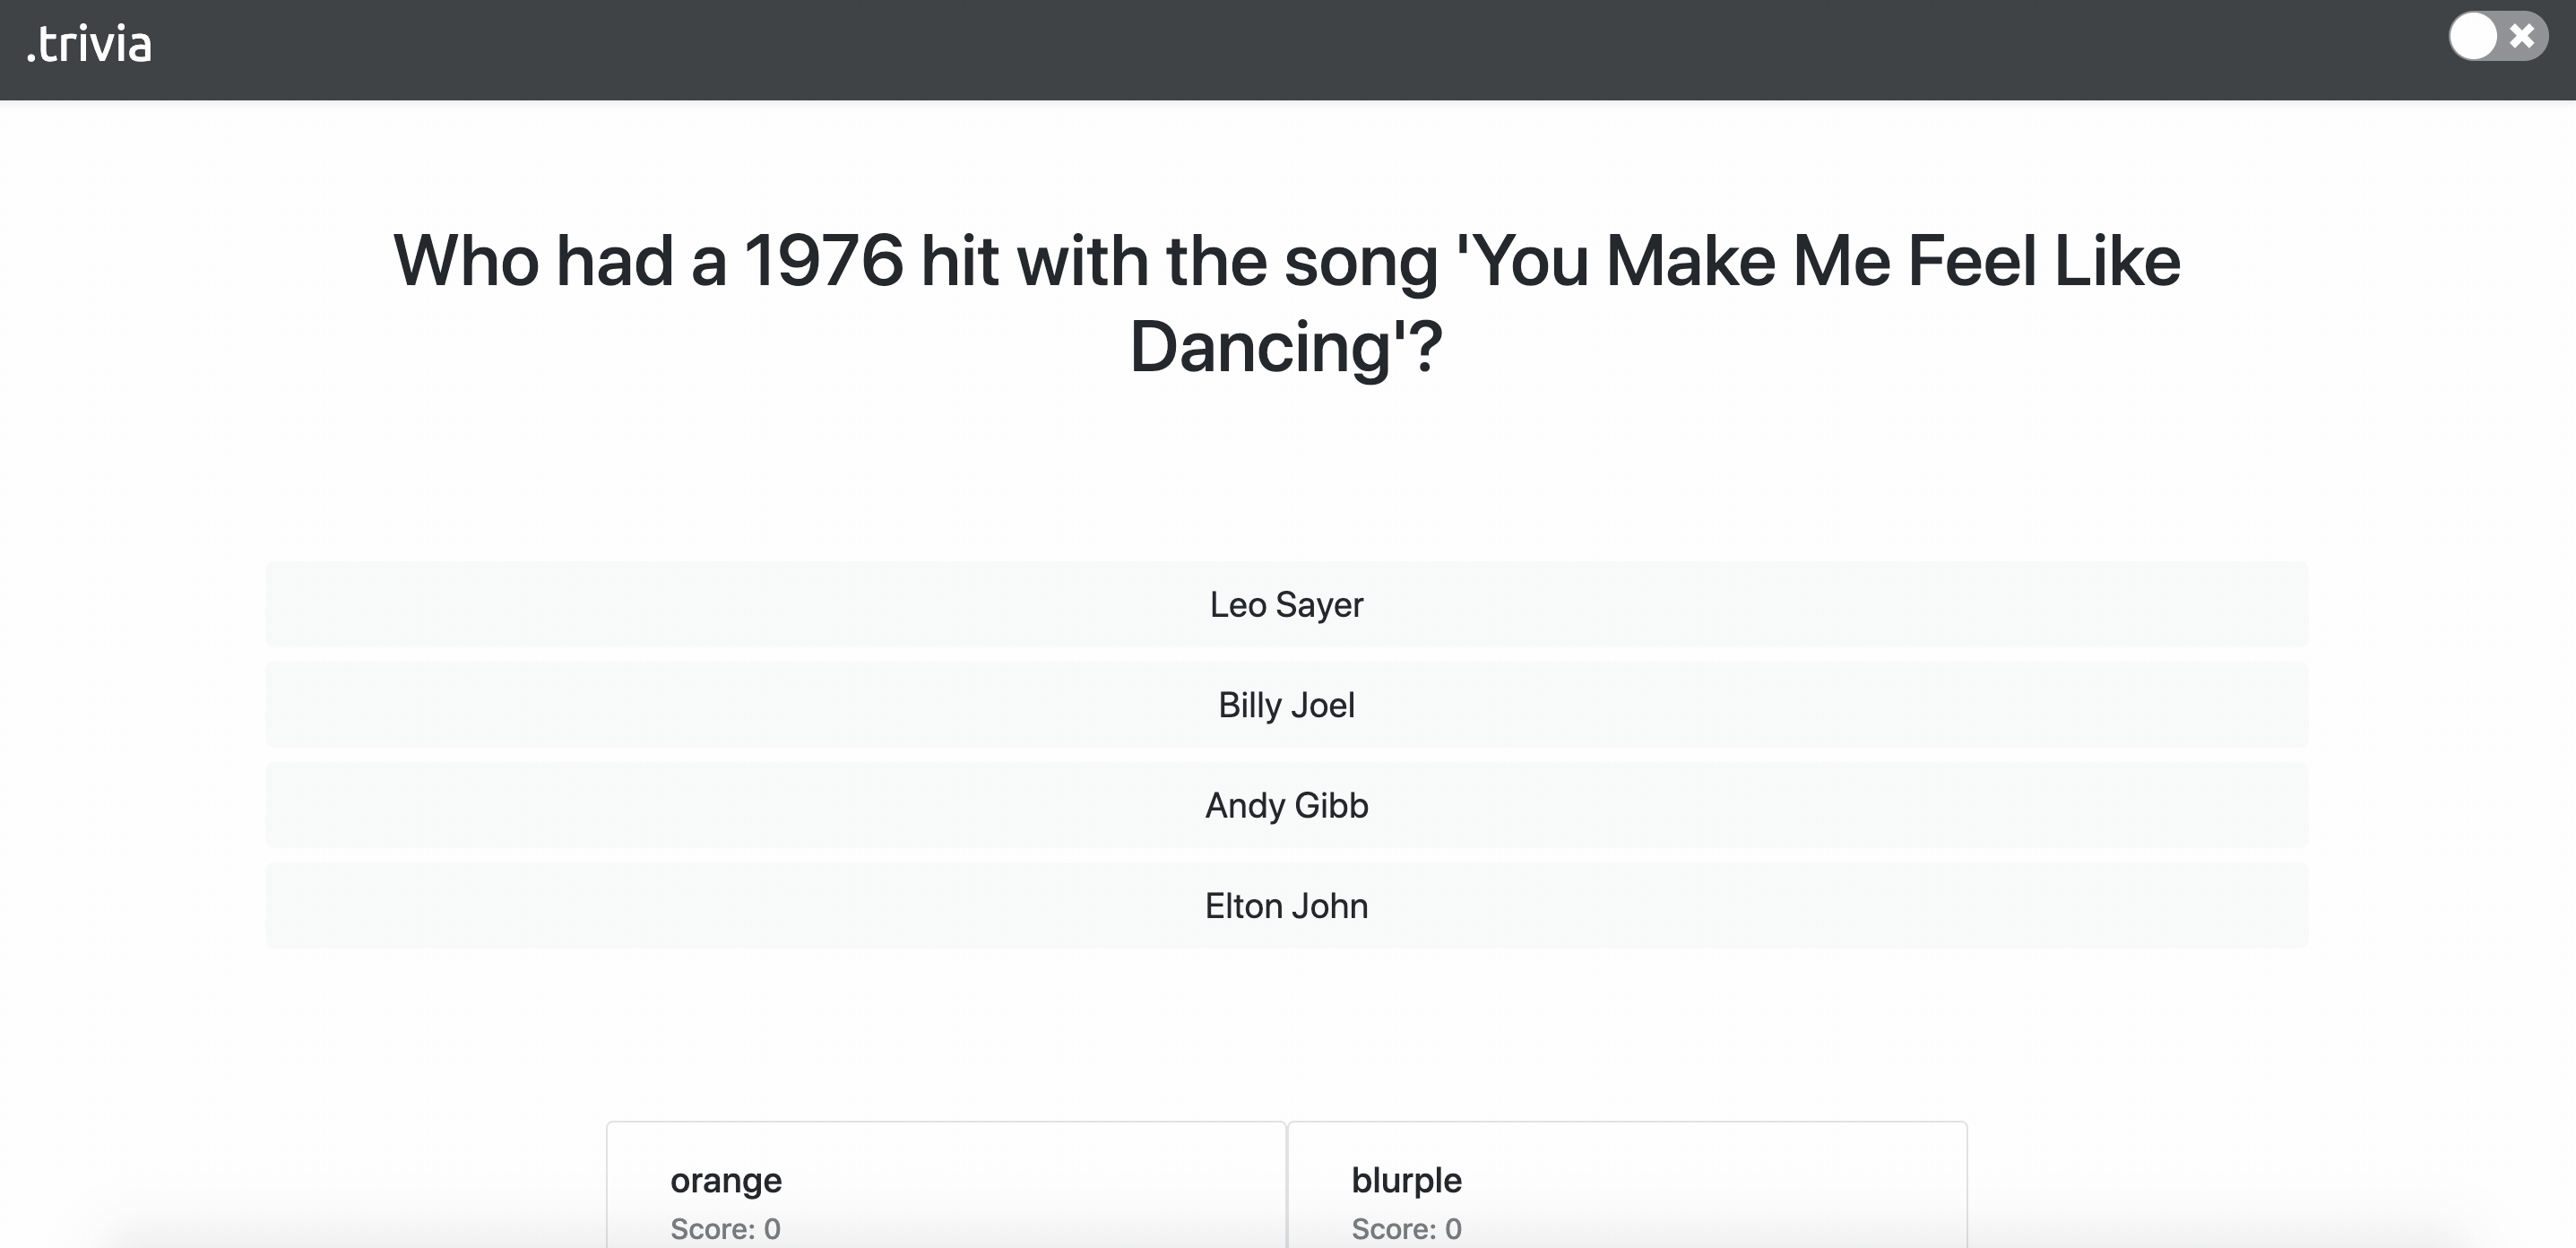 .trivia
Who had a 1976 hit with the song 'You Make Me Feel Like
Dancing'?
Leo Sayer
Billy Joel
Andy Gibb
Elton John
orange
Score: 0
blurple
Score: 0